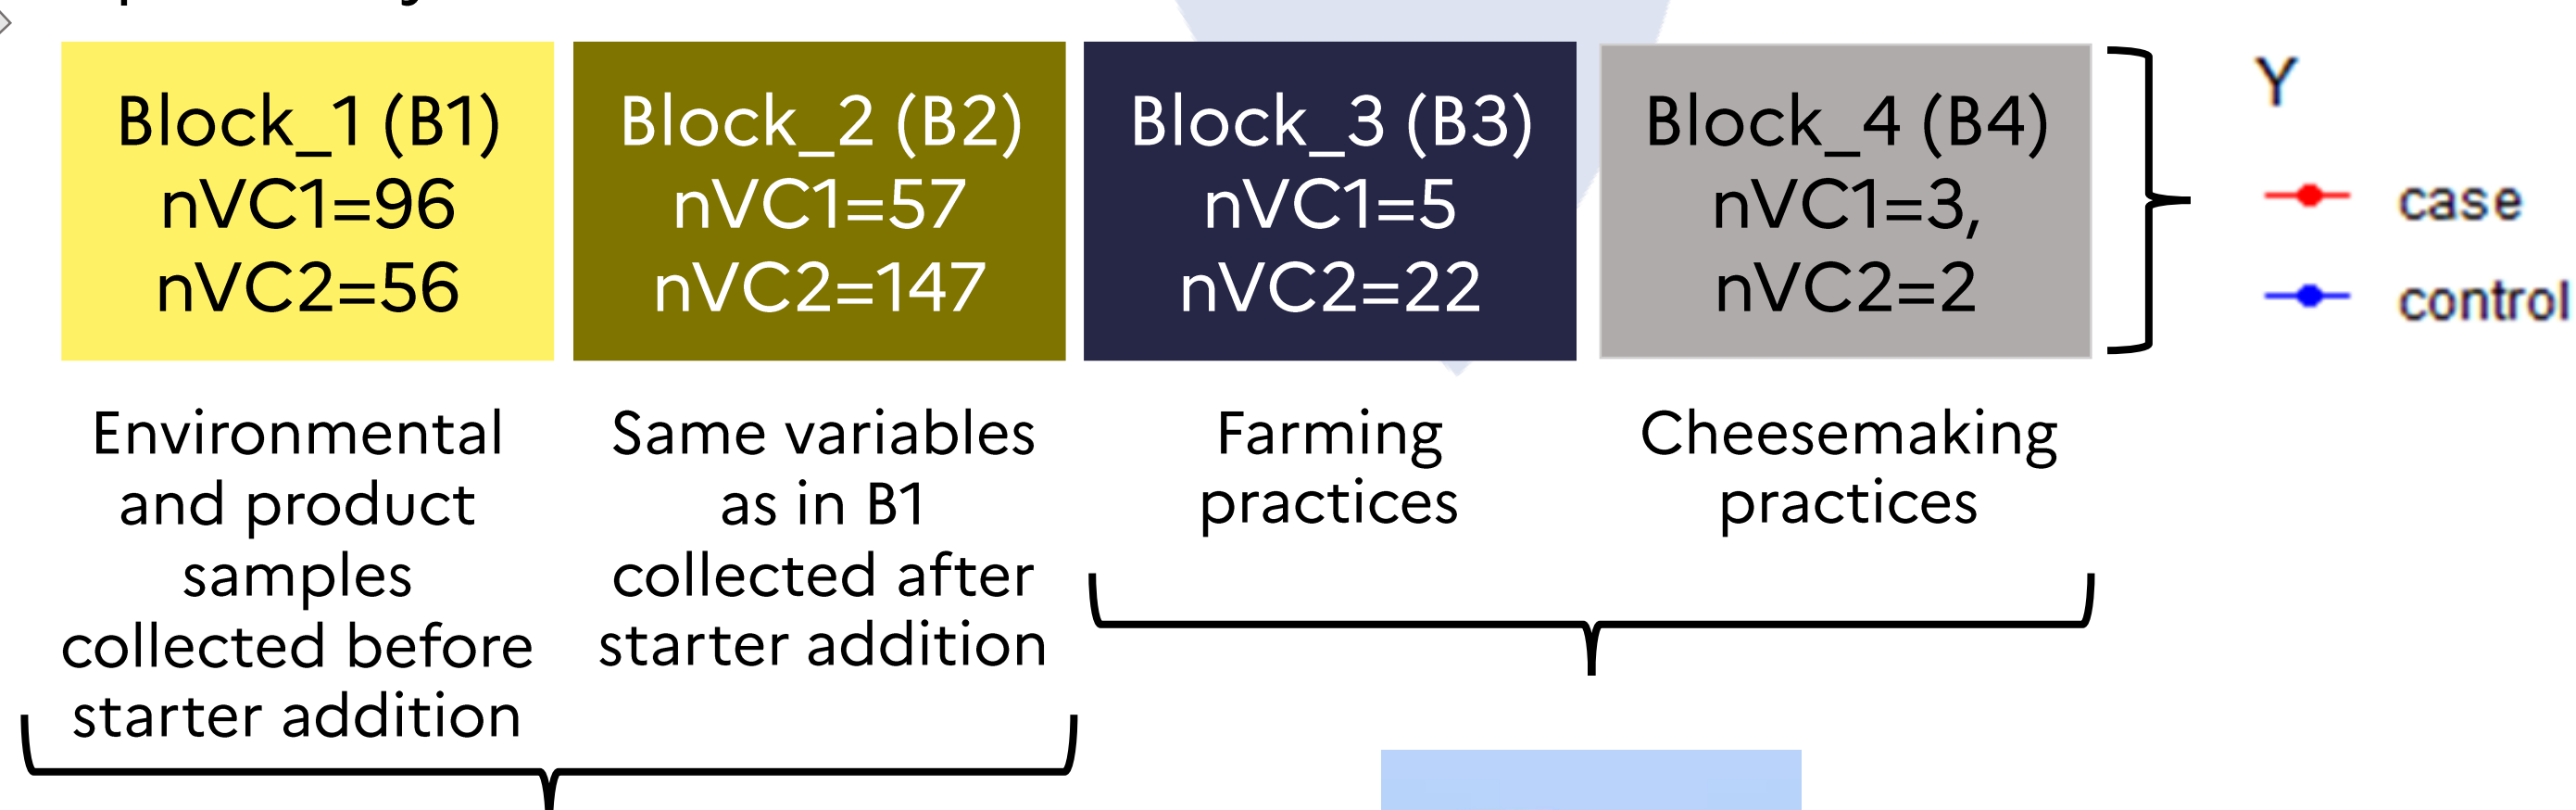 Block_1 (B1)
nVC1=96
nVC2=56
Block_2 (B2)
nVC1=57
nVC2=147
Block_3 (B3)
nVC1=5
nVC2=22
Block_4 (B4)
nVC1=3,
nVC2=2
Y
case
control
Environmental
and product
samples
collected before
starter addition
Same variables
as in B1
collected after
starter addition
Farming
practices
Cheesemaking
practices